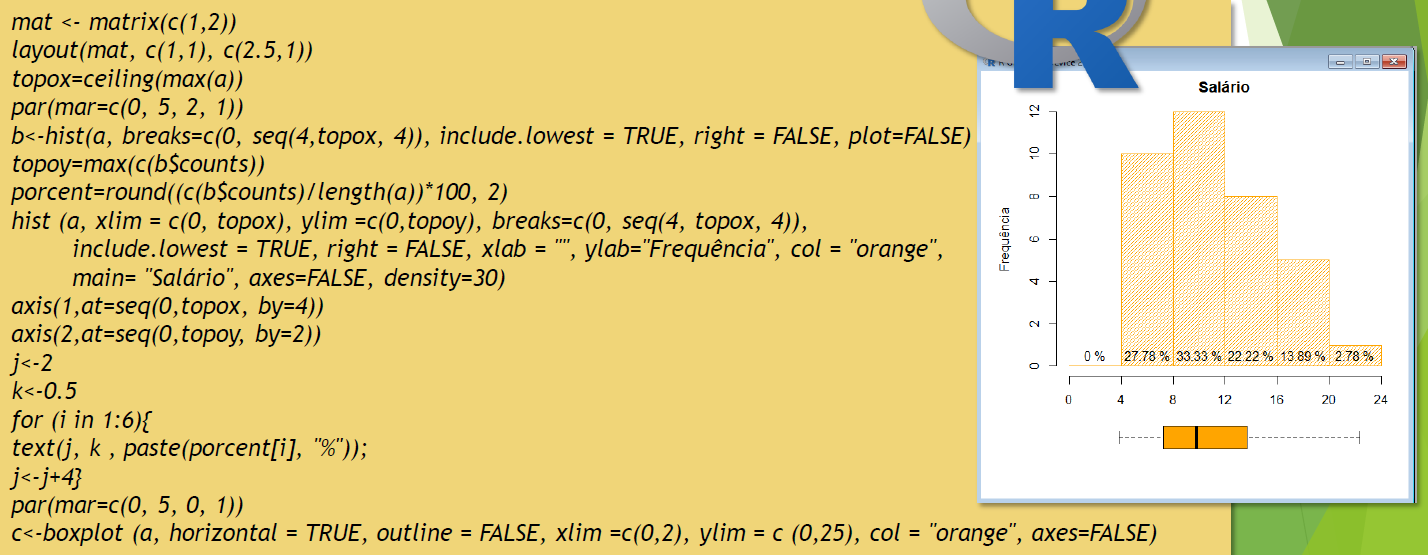 mat <- matrix(c(1,2))
layout(mat, c(1,1), c(2.5,1))
topox=ceiling(max(a))
par(mar=c(0, 5, 2, 1))
b<-hist(a, breaks=c(0, seq(4,topox, 4)), include.lowest = TRUE, right = FALSE, plot=FALSE)
topoy=max(c(b$counts))
porcent=round((c(b$counts)/length(a))*100, 2)
hist (a, xlim = c(0, topox), ylim =c(0,topoy), breaks=c(0, seq(4, topox, 4)),
include.lowest = TRUE, right = FALSE, xlab = "", ylab="Frequência", col = "orange",
main= "Salário", axes=FALSE, density=30)
axis(1,at=seq(0,topox, by=4))
axis(2,at=seq(0,topoy, by=2))
j<-2
k<-0.5
for (i in 1:6){
text(j, k , paste(porcent[i], "%"));
j<-j+4}
par(mar=c(0, 5, 0, 1))
c<-boxplot (a, horizontal = TRUE, outline = FALSE, xlim =c(0,2), ylim = c (0,25), col = "orange", axes=FALSE)
R
Salário
Frequência
12
10
8
6
4
2
0
0 % 27.78 % 33.33 % 22.22 % 13.89 % 2.78 %
0 4 8 12 16 20 24